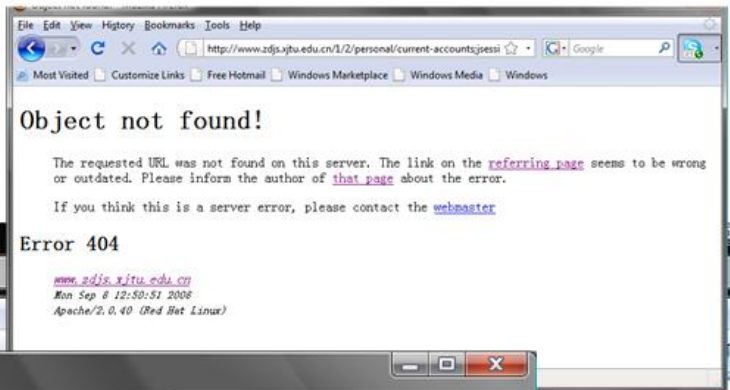 File Edit View History Bookmarks Tools Help
http://www.zdjs.xjtu.edu.cn/1/2/personal/current-accounts;jsessi
Google
Most Visited Customize Links Free Hotmail Windows Marketplace Windows Media Windows
Object not found!
The requested URL was not found on this server. The link on the referring page seems to be wrong
or outdated. Please inform the author of that page about the error.
If you think this is a server error, please contact the webmaster
Error 404
www.zdjs.xjtu.edu.cn
Mon Sep 8 12:50:51 2008
Apache/2.0.40 (Red Hat Linux)